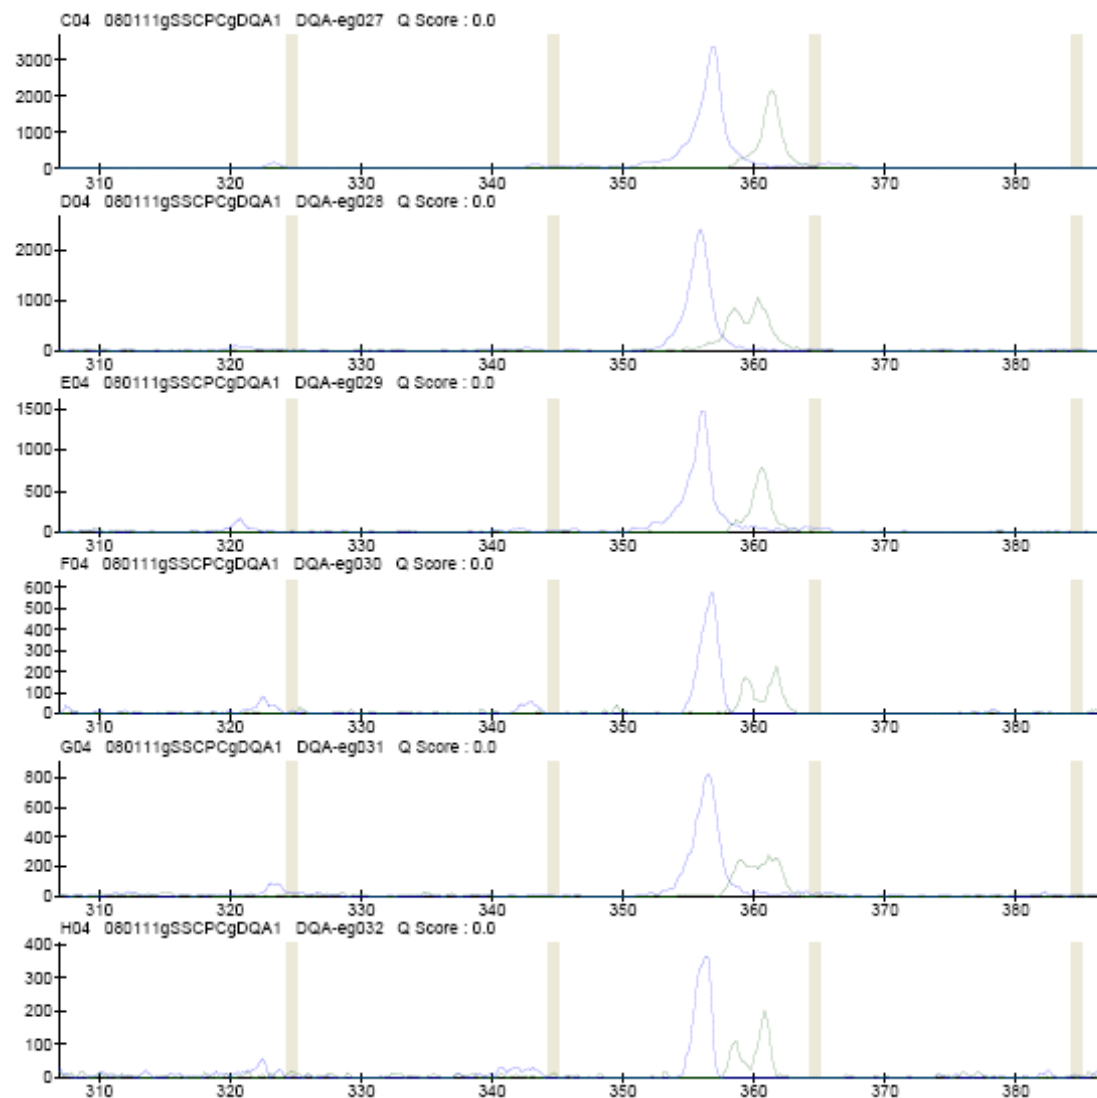 C04 080111gSSCPCgDQA1 DQA-eg027 Q Score : 0.0
3000
2000
1000
0
310 320 330 340 350 360 370 380
D04 080111gSSCPCgDQA1 DQA-eg028 Q Score : 0.0
2000
1000
0
310 320 330 340 350 360 370 380
E04 080111gSSCPCgDQA1 DQA-eg029 Q Score : 0.0
1500
1000
500
0
310 320 330 340 350 360 370 380
F04 080111gSSCPCgDQA1 DQA-eg030 Q Score : 0.0
600
500
400
300
200
100
0
310 320 330 340 350 360 370 380
G04 080111gSSCPCgDQA1 DQA-eg031 Q Score : 0.0
800
600
400
200
0
310 320 330 340 350 360 370 380
H04 080111gSSCPCgDQA1 DQA-eg032 Q Score : 0.0
400
300
200
100
0
310 320 330 340 350 360 370 380